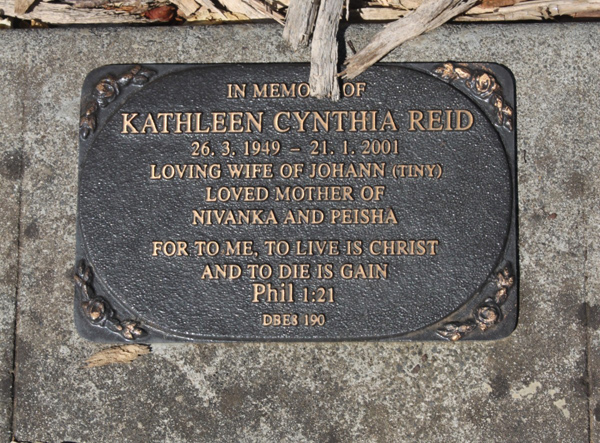 IN MEMORY OF
KATHLEEN CYNTHIA REID
26. 3. 1949 – 21. 1. 2001
LOVING WIFE OF JOHANN (TINY)
LOVED MOTHER OF
NIVANKA AND PEISHA
FOR TO ME, TO LIVE IS CHRIST
AND TO DIE IS GAIN
Phil 1:21
DBE8 190